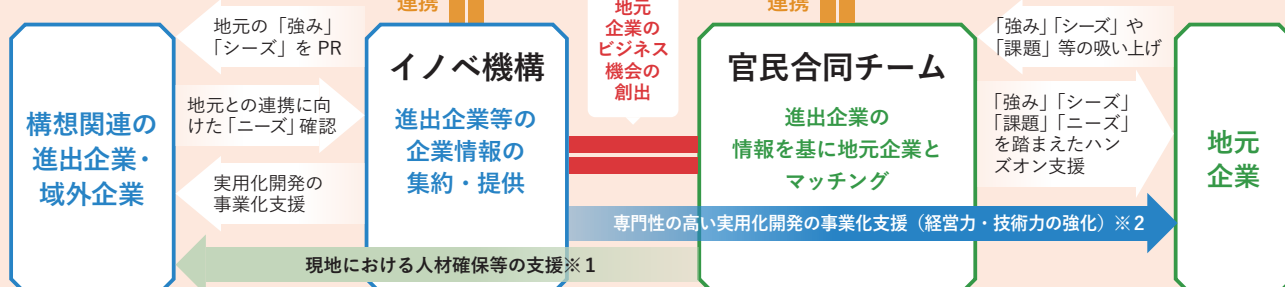 連携
地元
企業の
ビジネス
機会の
創出
連携
構想関連の
進出企業・
域外企業
地元の「強み」
「シーズ」を PR
地元との連携に向
けた「ニーズ」確認
実用化開発の
事業化支援
イノベ機構
進出企業等の
企業情報の
集約・提供
官民合同チーム
進出企業の
情報を基に地元企業と
マッチング
「強み」「シーズ」や
「課題」等の吸い上げ
「強み」「シーズ」
「課題」「ニーズ」
を踏まえたハン
ズオン支援
地元
企業
専門性の高い実用化開発の事業化支援（経営力・技術力の強化）※2
現地における人材確保等の支援※1